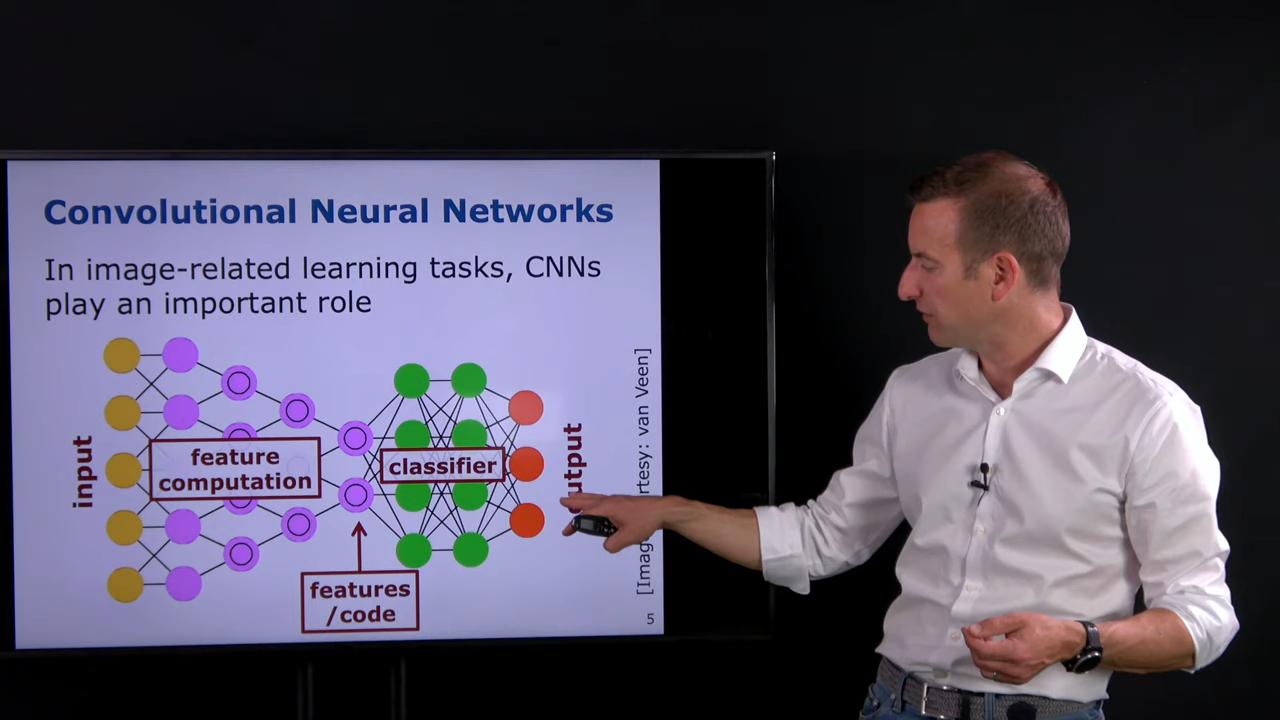 Convolutional Neural Networks
In image-related learning tasks, CNNs
play an important role
input
feature
computation
features
/code
classifier
5